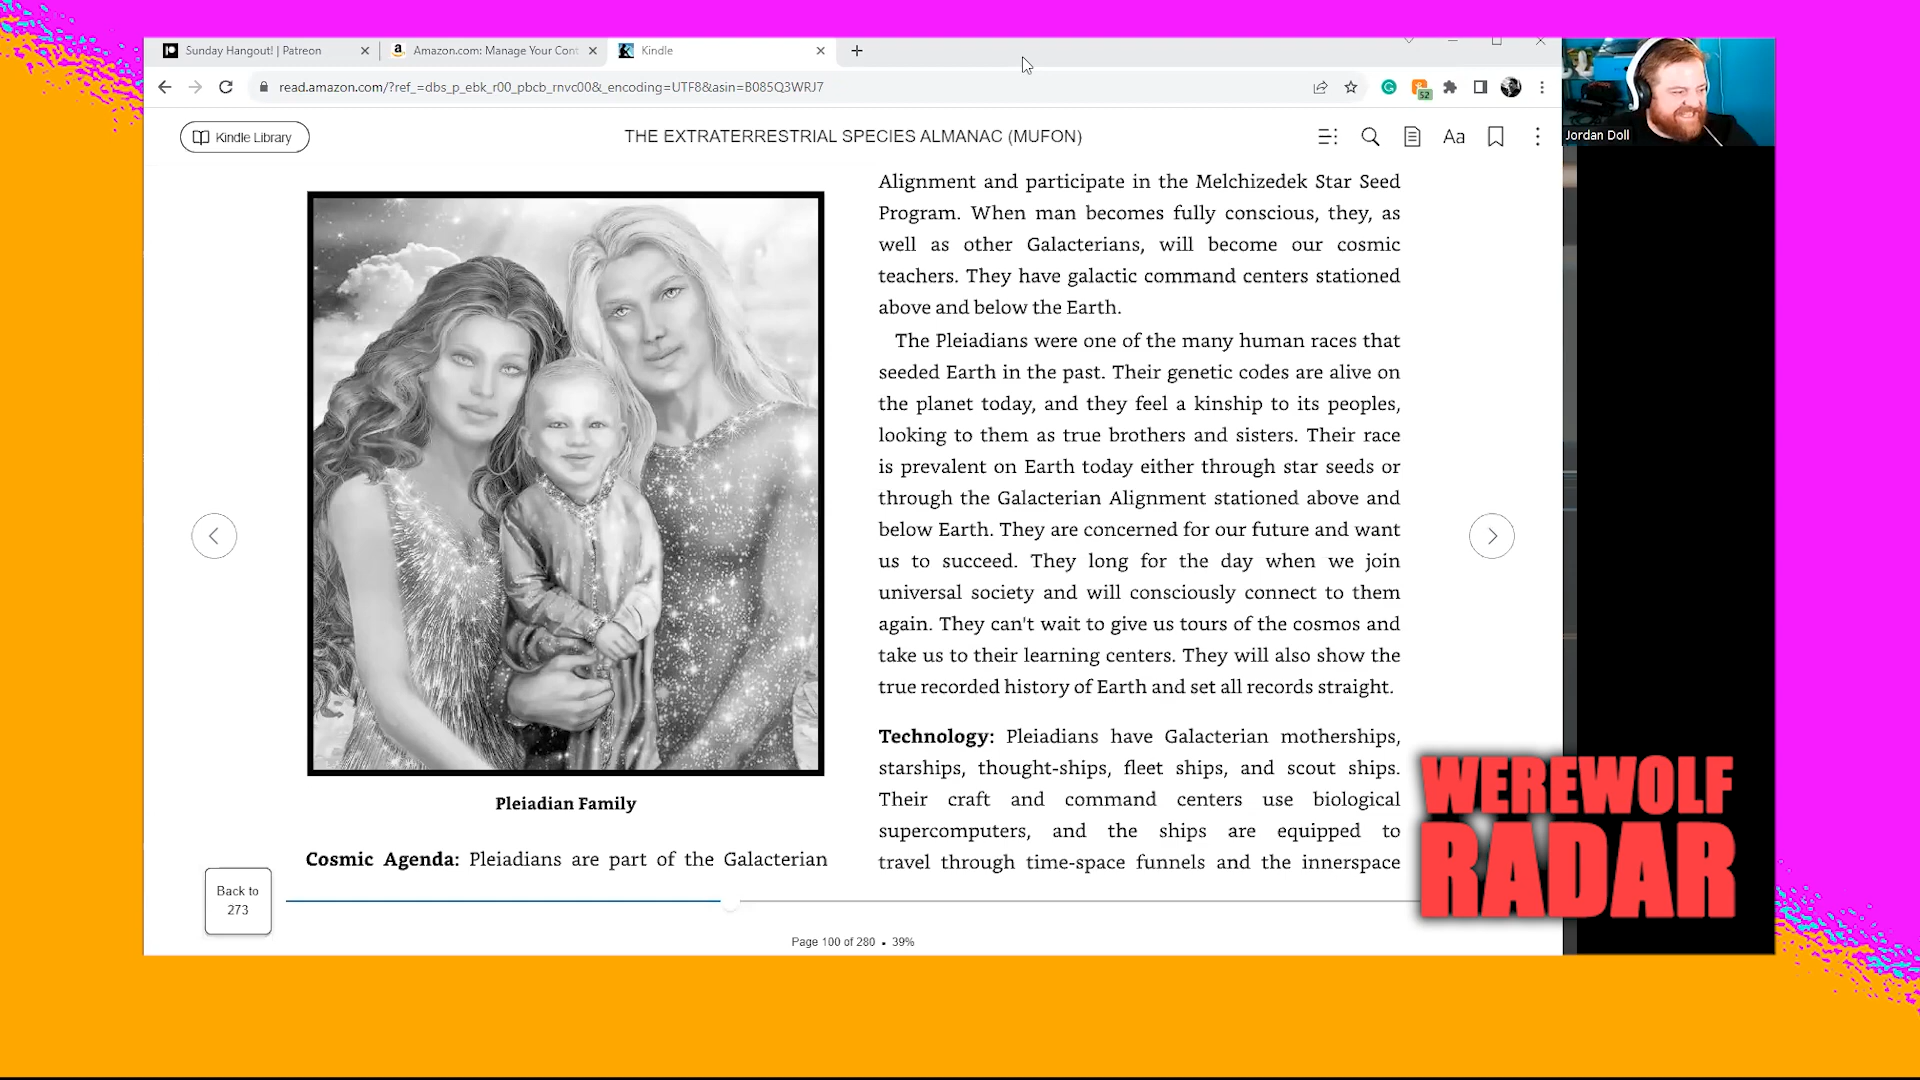 Sunday Hangout! | Patreon
Amazon.com: Manage Your Cont
Kindle
read.amazon.com/?ref_=dbs_p_ebk_r00_pbcb_rnvc00&_encoding=UTF8&asin=B085Q3WRJ7
52
Kindle Library
THE EXTRATERRESTRIAL SPECIES ALMANAC (MUFON)
Aa
Jordan Doll
Pleiadian Family
Cosmic Agenda: Pleiadians are part of the Galacterian
Alignment and participate in the Melchizedek Star Seed
Program. When man becomes fully conscious, they, as
well as other Galacterians, will become our cosmic
teachers. They have galactic command centers stationed
above and below the Earth.
The Pleiadians were one of the many human races that
seeded Earth in the past. Their genetic codes are alive on
the planet today, and they feel a kinship to its peoples,
looking to them as true brothers and sisters. Their race
is prevalent on Earth today either through star seeds or
through the Galacterian Alignment stationed above and
below Earth. They are concerned for our future and want
us to succeed. They long for the day when we join
universal society and will consciously connect to them
again. They can't wait to give us tours of the cosmos and
take us to their learning centers. They will also show the
true recorded history of Earth and set all records straight.
Technology: Pleiadians have Galacterian motherships,
starships, thought-ships, fleet ships, and scout ships.
Their craft and command centers use biological
supercomputers, and the ships are equipped to
travel through time-space funnels and the innerspace
WEREWOLF
RADAR
Back to
273
Page 100 of 280 • 39%